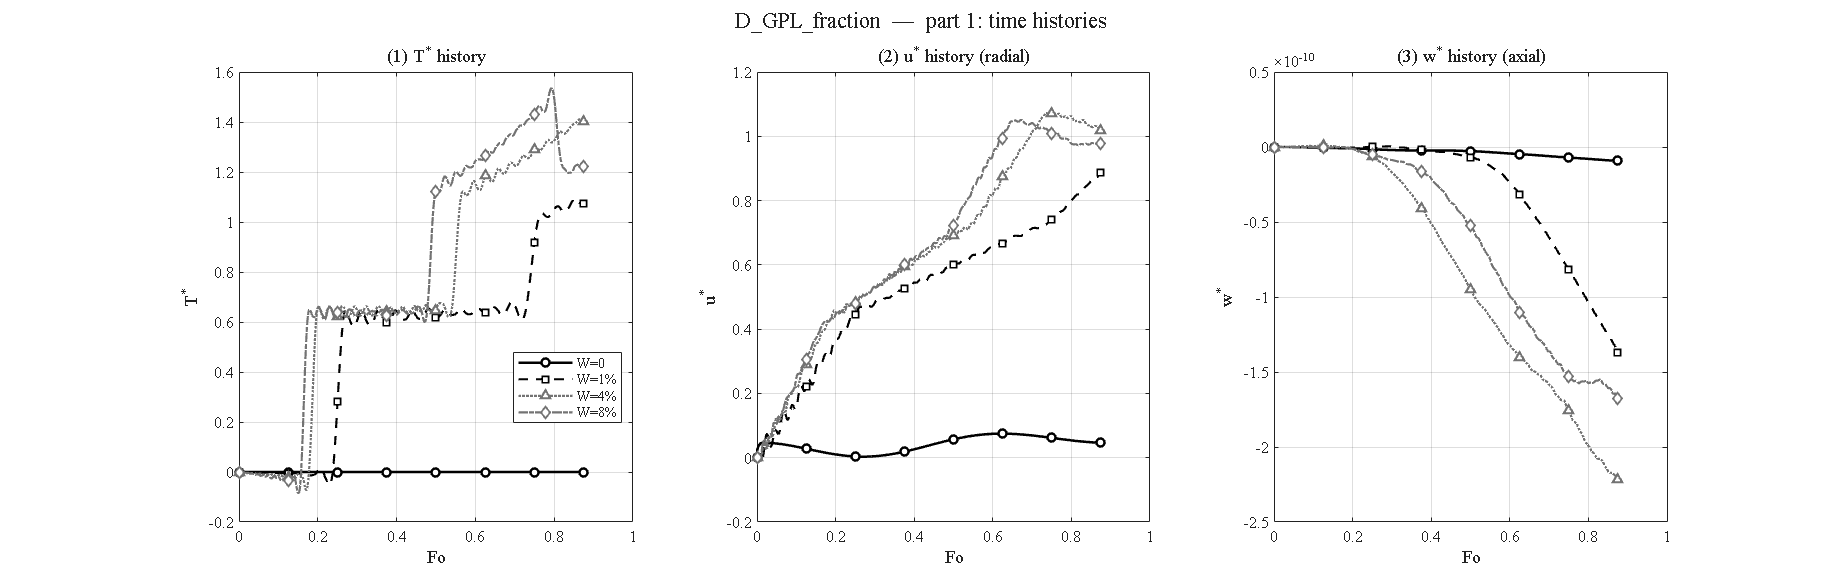 D_GPL_fraction — part 1: time histories
(1) T* history
1.6
1.4
1.2
1
0.8
0.6
0.4
0.2
0
-0.2
T*
0 0.2 0.4 0.6 0.8 1
Fo
W=0
W=1%
W=4%
W=8%
(2) u* history (radial)
1.2
1
0.8
0.6
0.4
0.2
0
-0.2
u*
0 0.2 0.4 0.6 0.8 1
Fo
(3) w* history (axial)
×10⁻¹⁰
0.5
0
-0.5
-1
-1.5
-2
-2.5
w*
0 0.2 0.4 0.6 0.8 1
Fo